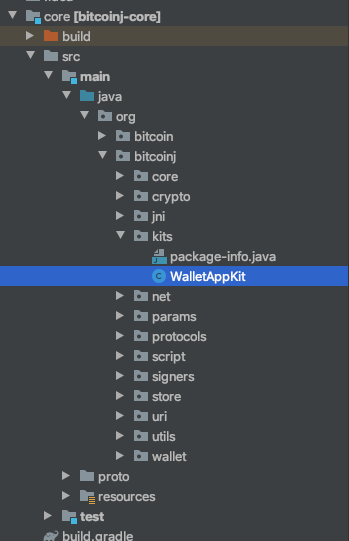 core [bitcoinj-core]
build
src
main
java
org
bitcoin
bitcoinj
core
crypto
jni
kits
package-info.java
WalletAppKit
net
params
protocols
script
signers
store
uri
utils
wallet
proto
resources
test
build.gradle